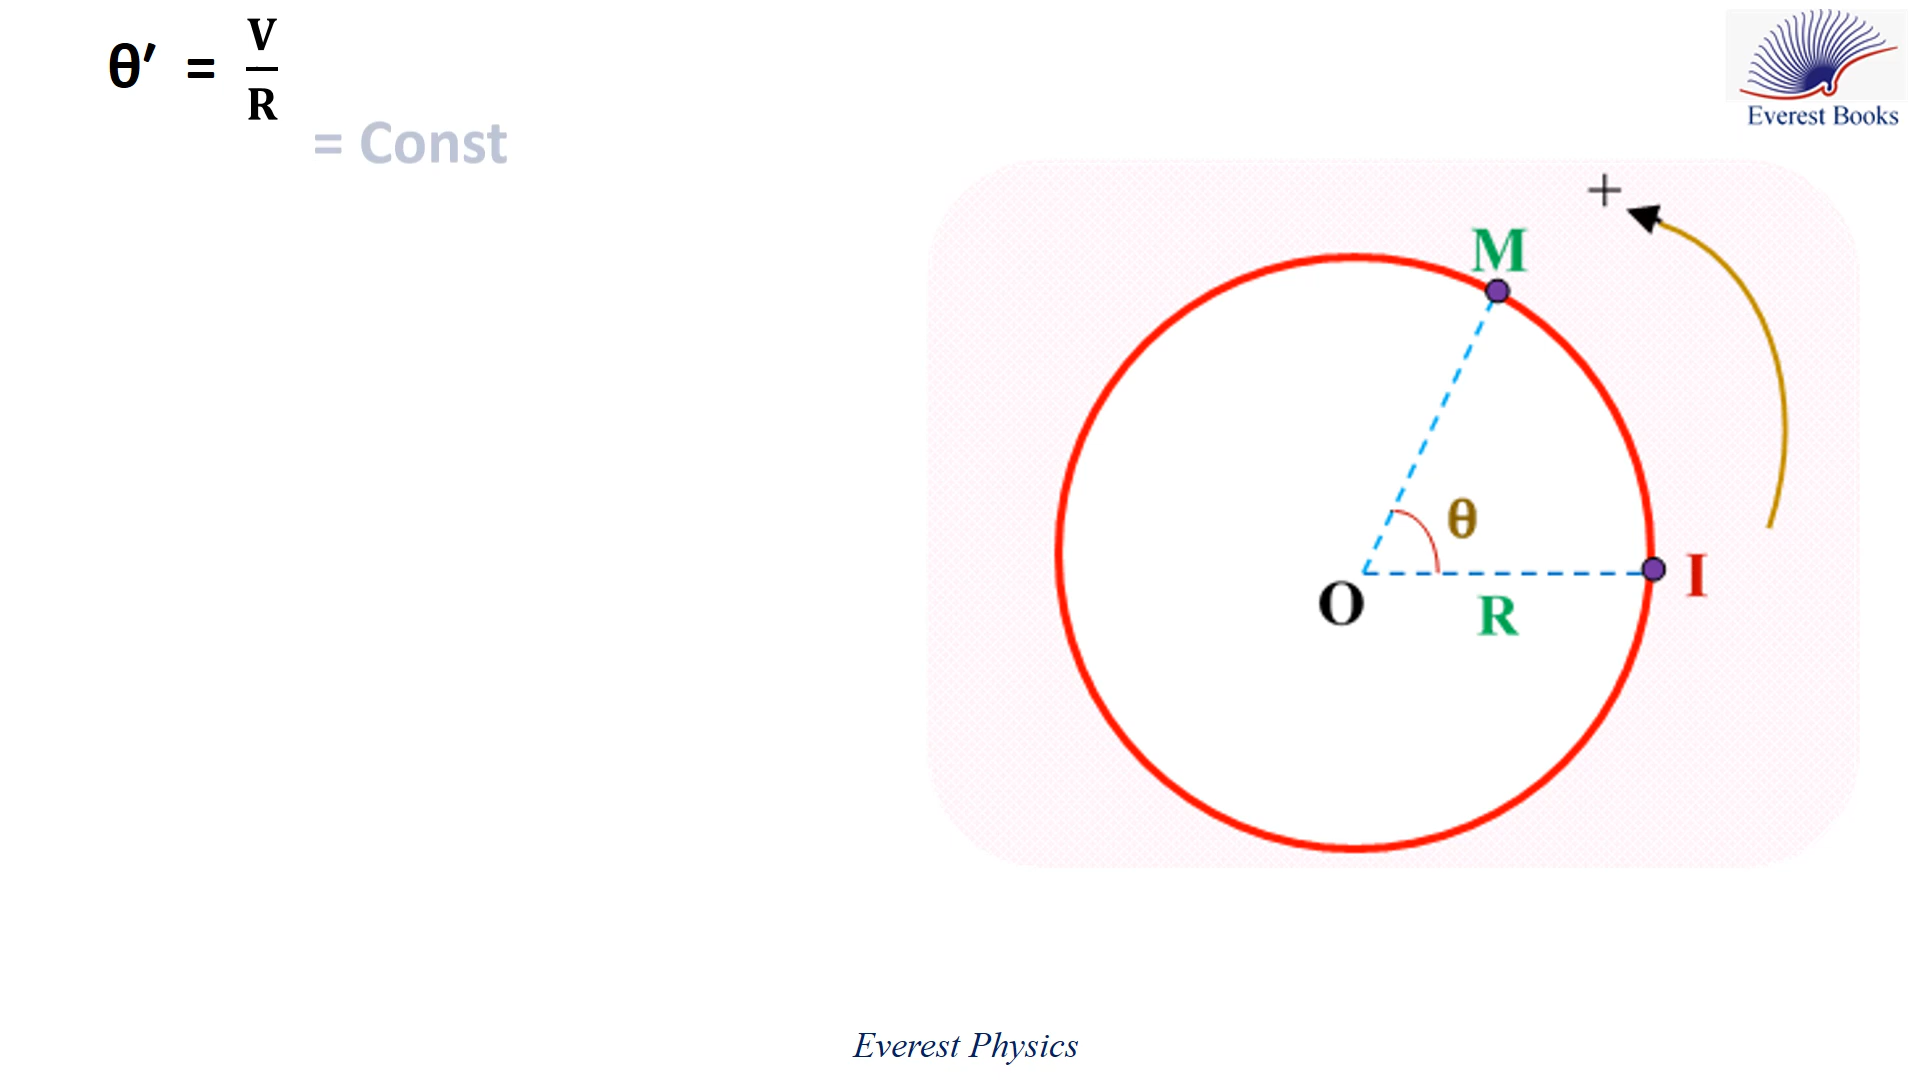 θ′ = V/R
= Const
Everest Books
+
M
θ
I
O
R
Everest Physics